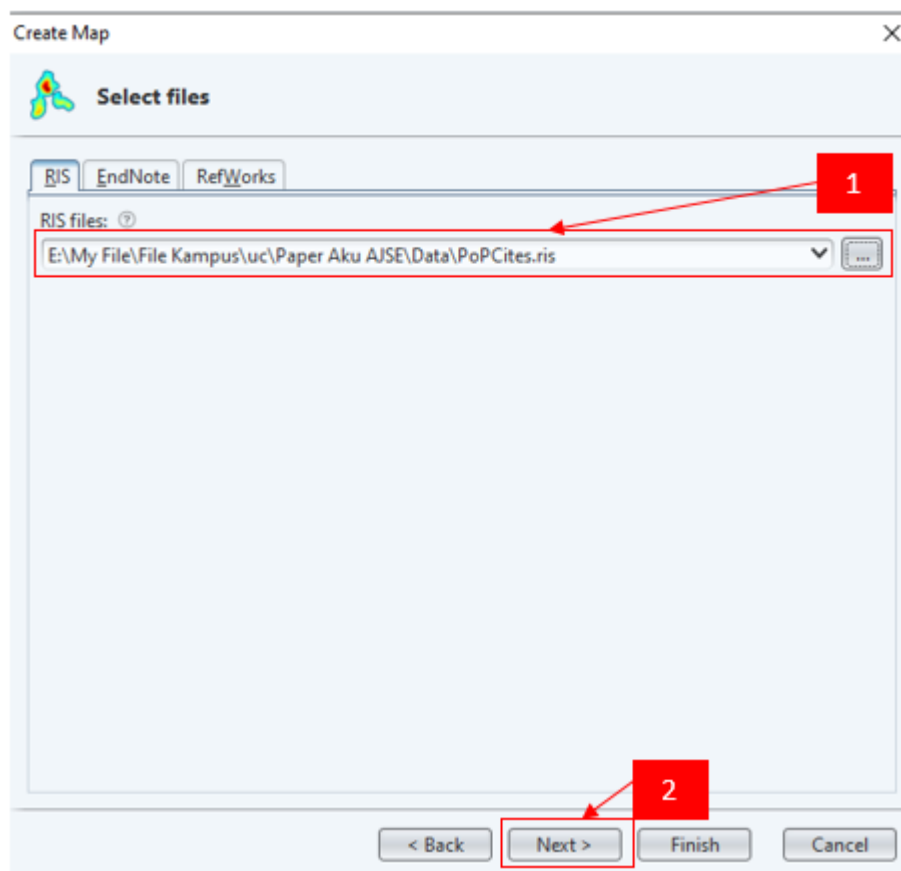 Create Map
Select files
RIS EndNote RefWorks
1
RIS files:
E:\My File\File Kampus\uc\Paper Aku AJSE\Data\PoPCites.ris ...
2
< Back Next > Finish Cancel